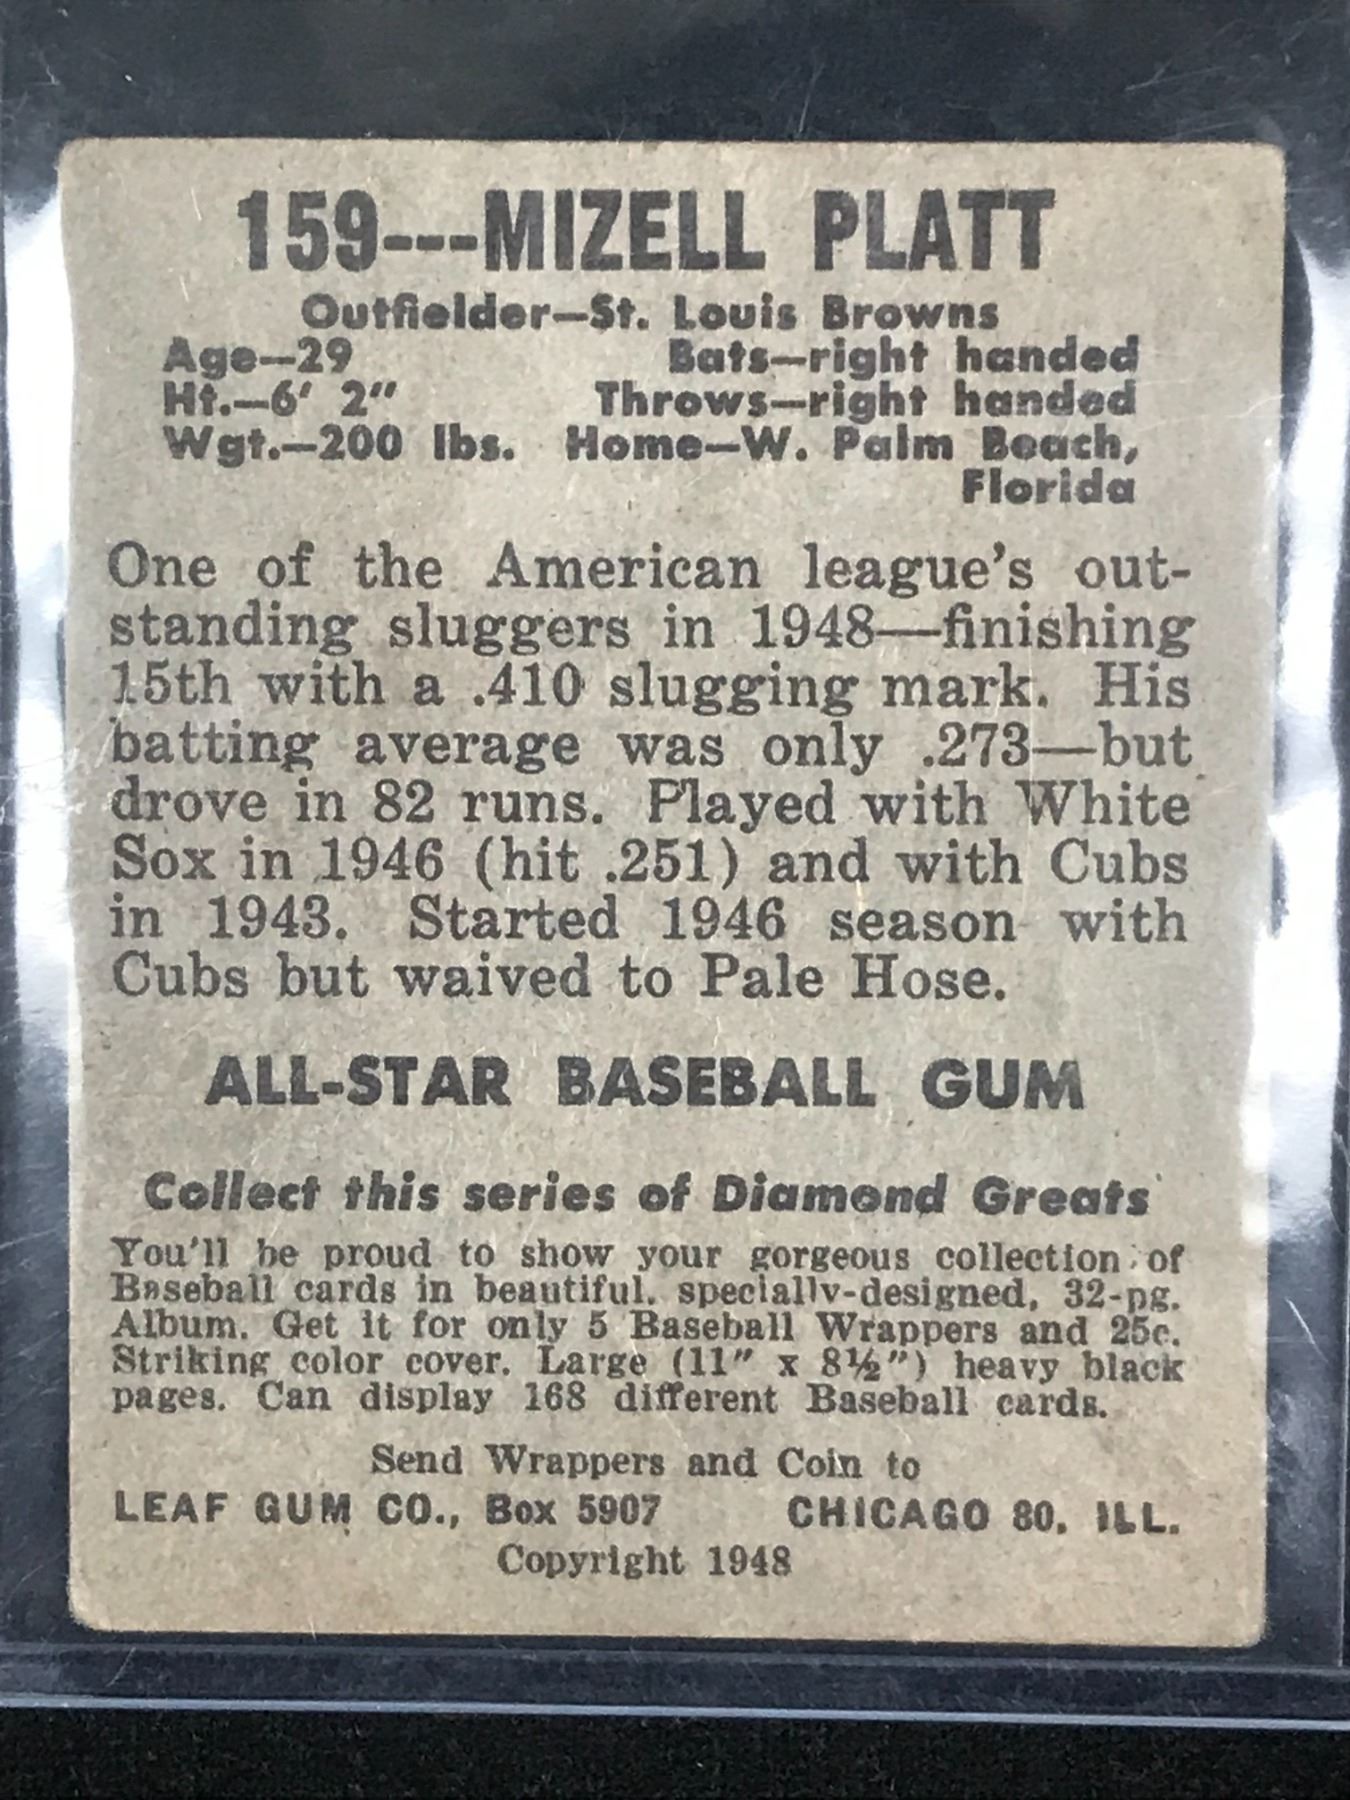 159---MIZELL PLATT
Outfielder—St. Louis Browns
Age—29 Bats—right handed
Ht.—6' 2" Throws—right handed
Wgt.—200 lbs. Home—W. Palm Beach,
Florida
One of the American league's out-
standing sluggers in 1948—finishing
15th with a .410 slugging mark. His
batting average was only .273—but
drove in 82 runs. Played with White
Sox in 1946 (hit .251) and with Cubs
in 1943. Started 1946 season with
Cubs but waived to Pale Hose.
ALL-STAR BASEBALL GUM
Collect this series of Diamond Greats
You'll be proud to show your gorgeous collection of
Baseball cards in beautiful, specially-designed, 32-pg.
Album. Get it for only 5 Baseball Wrappers and 25c.
Striking color cover. Large (11" x 8½") heavy black
pages. Can display 168 different Baseball cards.
Send Wrappers and Coin to
LEAF GUM CO., Box 5907 CHICAGO 80, ILL.
Copyright 1948